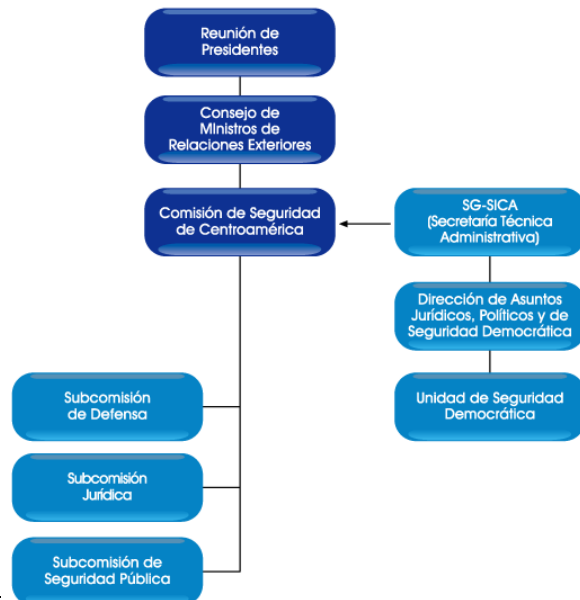 Reunión de
Presidentes
Consejo de
MInistros de
Relaciones Exteriores
Comisión de Seguridad
de Centroamérica
SG-SICA
(Secretaría Técnica
Administrativa)
Dirección de Asuntos
Jurídicos, Políticos y de
Seguridad Democrática
Unidad de Seguridad
Democrática
Subcomisión
de Defensa
Subcomisión
Jurídica
Subcomisión de
Seguridad Pública